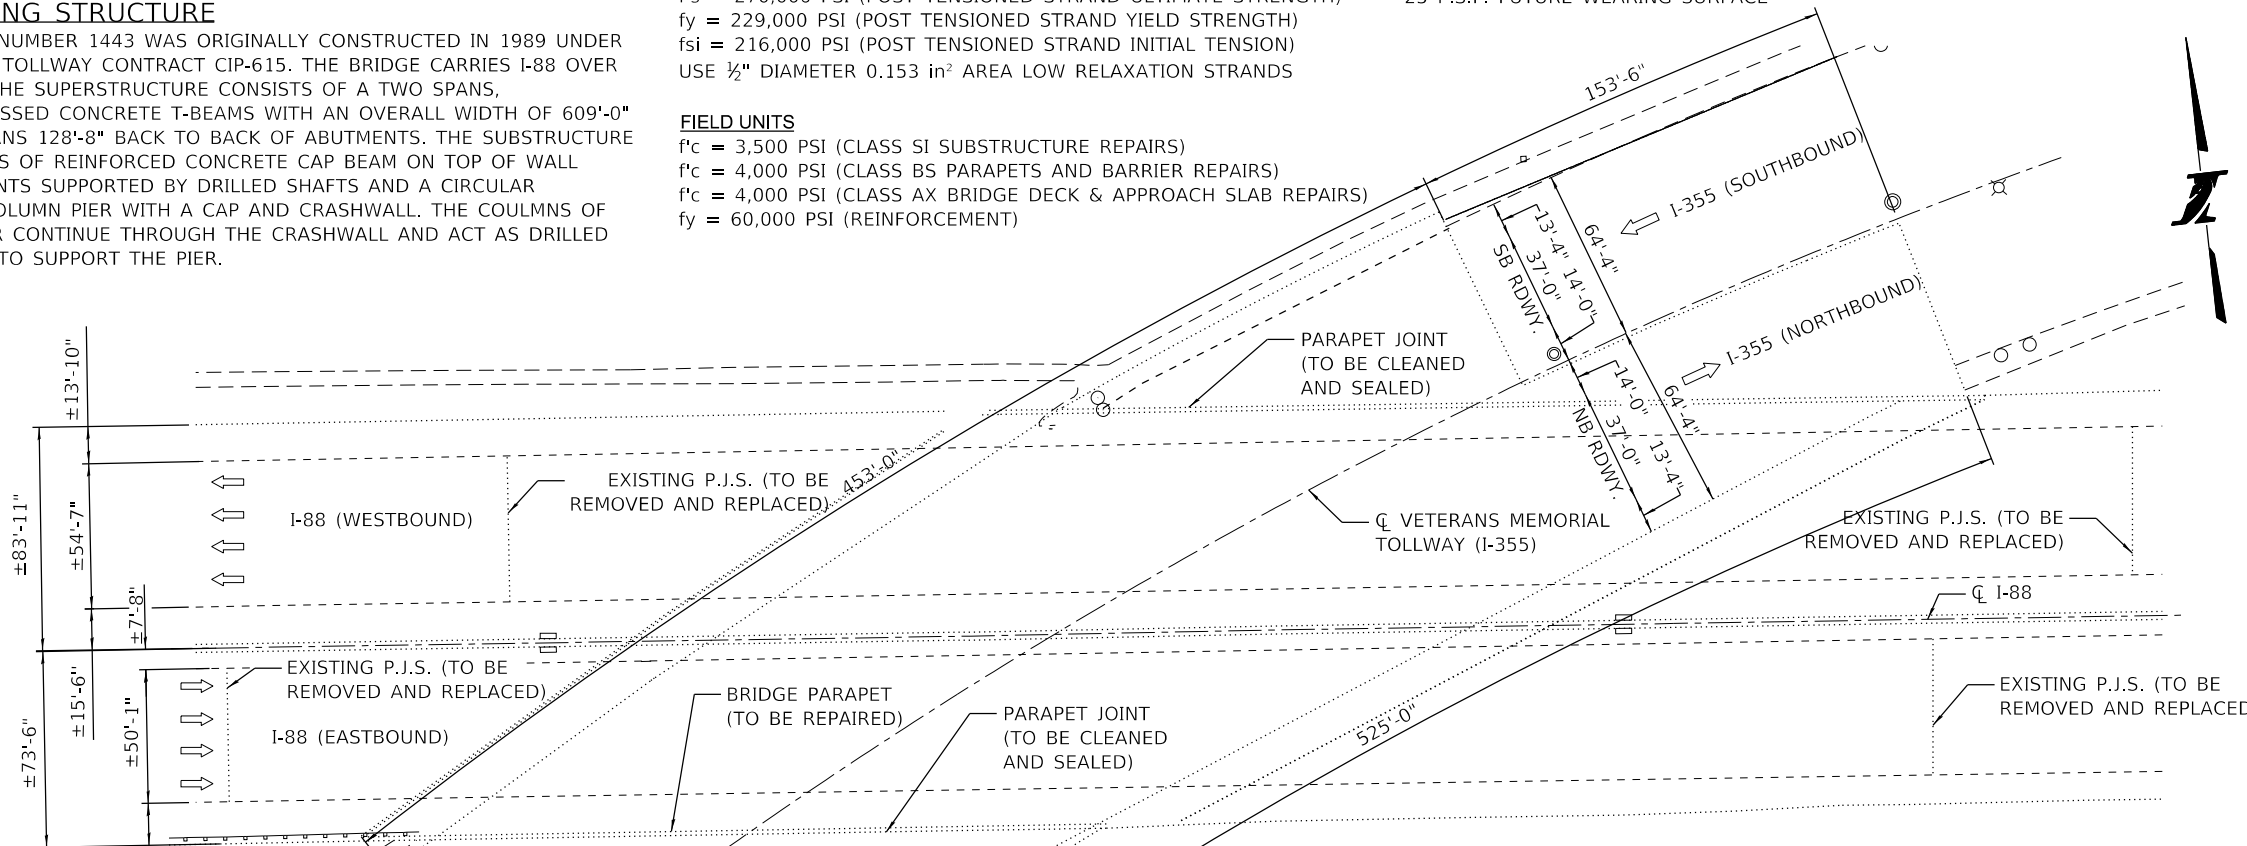 NG STRUCTURE
NUMBER 1443 WAS ORIGINALLY CONSTRUCTED IN 1989 UNDER
TOLLWAY CONTRACT CIP-615. THE BRIDGE CARRIES I-88 OVER
HE SUPERSTRUCTURE CONSISTS OF A TWO SPANS,
SSED CONCRETE T-BEAMS WITH AN OVERALL WIDTH OF 609'-0"
NS 128'-8" BACK TO BACK OF ABUTMENTS. THE SUBSTRUCTURE
S OF REINFORCED CONCRETE CAP BEAM ON TOP OF WALL
NTS SUPPORTED BY DRILLED SHAFTS AND A CIRCULAR
OLUMN PIER WITH A CAP AND CRASHWALL. THE COULMNS OF
R CONTINUE THROUGH THE CRASHWALL AND ACT AS DRILLED
TO SUPPORT THE PIER.
fy = 229,000 PSI (POST TENSIONED STRAND YIELD STRENGTH)
fsi = 216,000 PSI (POST TENSIONED STRAND INITIAL TENSION)
USE ½" DIAMETER 0.153 in² AREA LOW RELAXATION STRANDS
FIELD UNITS
f'c = 3,500 PSI (CLASS SI SUBSTRUCTURE REPAIRS)
f'c = 4,000 PSI (CLASS BS PARAPETS AND BARRIER REPAIRS)
f'c = 4,000 PSI (CLASS AX BRIDGE DECK & APPROACH SLAB REPAIRS)
fy = 60,000 PSI (REINFORCEMENT)
25 P.S.F. FUTURE WEARING SURFACE
153'-6"
I-355 (SOUTHBOUND)
I-355 (NORTHBOUND)
13'-4"
14'-0"
37'-0"
SB RDWY.
64'-4"
14'-0"
37'-0"
13'-4"
NB RDWY.
64'-4"
PARAPET JOINT
(TO BE CLEANED
AND SEALED)
±13'-10"
±83'-11"
±54'-7"
±7'-8"
±15'-6"
±73'-6"
±50'-1"
I-88 (WESTBOUND)
EXISTING P.J.S. (TO BE
REMOVED AND REPLACED)
453'-0"
℄ VETERANS MEMORIAL
TOLLWAY (I-355)
EXISTING P.J.S. (TO BE
REMOVED AND REPLACED)
℄ I-88
EXISTING P.J.S. (TO BE
REMOVED AND REPLACED)
I-88 (EASTBOUND)
BRIDGE PARAPET
(TO BE REPAIRED)
PARAPET JOINT
(TO BE CLEANED
AND SEALED)
525'-0"
EXISTING P.J.S. (TO BE
REMOVED AND REPLACED